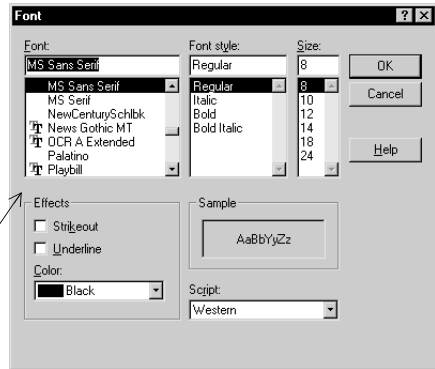 Font
Font: Font style: Size:
MS Sans Serif Regular 8 OK
MS Sans Serif Regular 8 Cancel
MS Serif Italic 10
NewCenturySchlbk Bold 12
News Gothic MT Bold Italic 14
OCR A Extended 18 Help
Palatino 24
Playbill
Effects Sample
Strikeout AaBbYyZz
Underline
Color:
Black Script:
Western